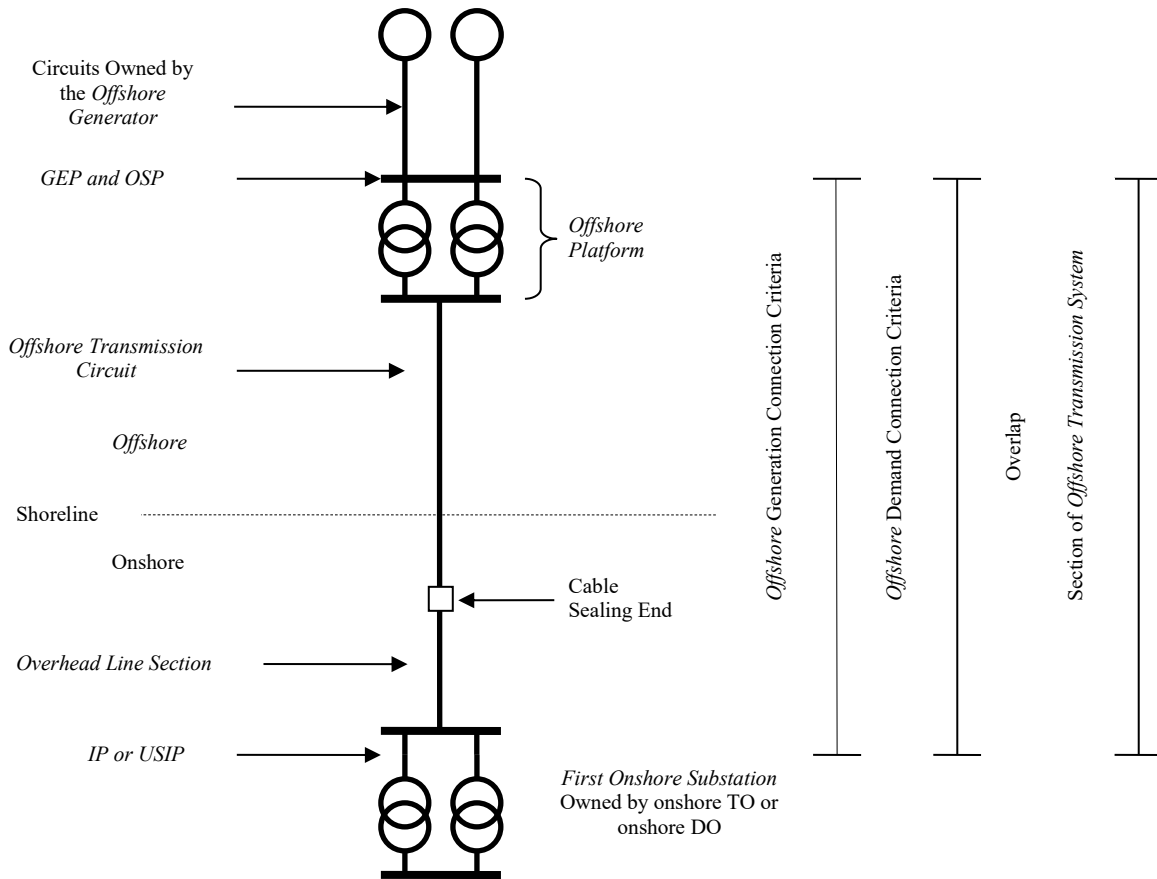 Circuits Owned by
the Offshore
Generator
GEP and OSP
Offshore
Platform
Offshore Transmission
Circuit
Offshore
Shoreline
Onshore
Cable
Sealing End
Overhead Line Section
IP or USIP
First Onshore Substation
Owned by onshore TO or
onshore DO
Offshore Generation Connection Criteria
Offshore Demand Connection Criteria
Overlap
Section of Offshore Transmission System